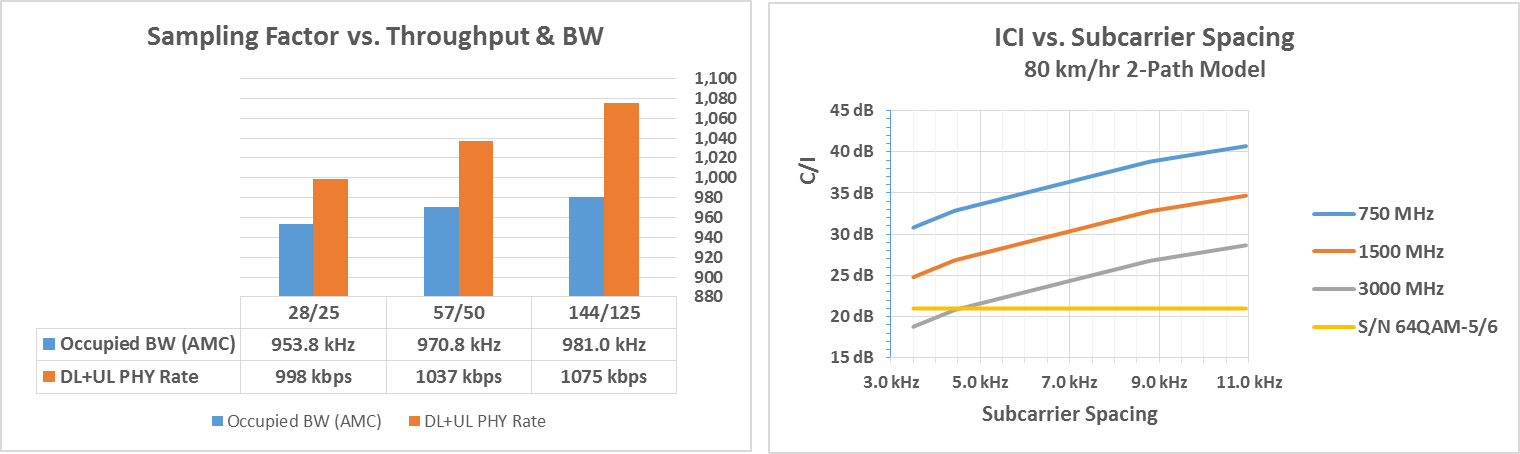 Sampling Factor vs. Throughput & BW
1,100
1,080
1,060
1,040
1,020
1,000
980
960
940
920
900
880
28/25 57/50 144/125
Occupied BW (AMC) 953.8 kHz 970.8 kHz 981.0 kHz
DL+UL PHY Rate 998 kbps 1037 kbps 1075 kbps
Occupied BW (AMC) DL+UL PHY Rate
ICI vs. Subcarrier Spacing
80 km/hr 2-Path Model
C/I
45 dB
40 dB
35 dB
30 dB
25 dB
20 dB
15 dB
3.0 kHz 5.0 kHz 7.0 kHz 9.0 kHz 11.0 kHz
Subcarrier Spacing
750 MHz
1500 MHz
3000 MHz
S/N 64QAM-5/6